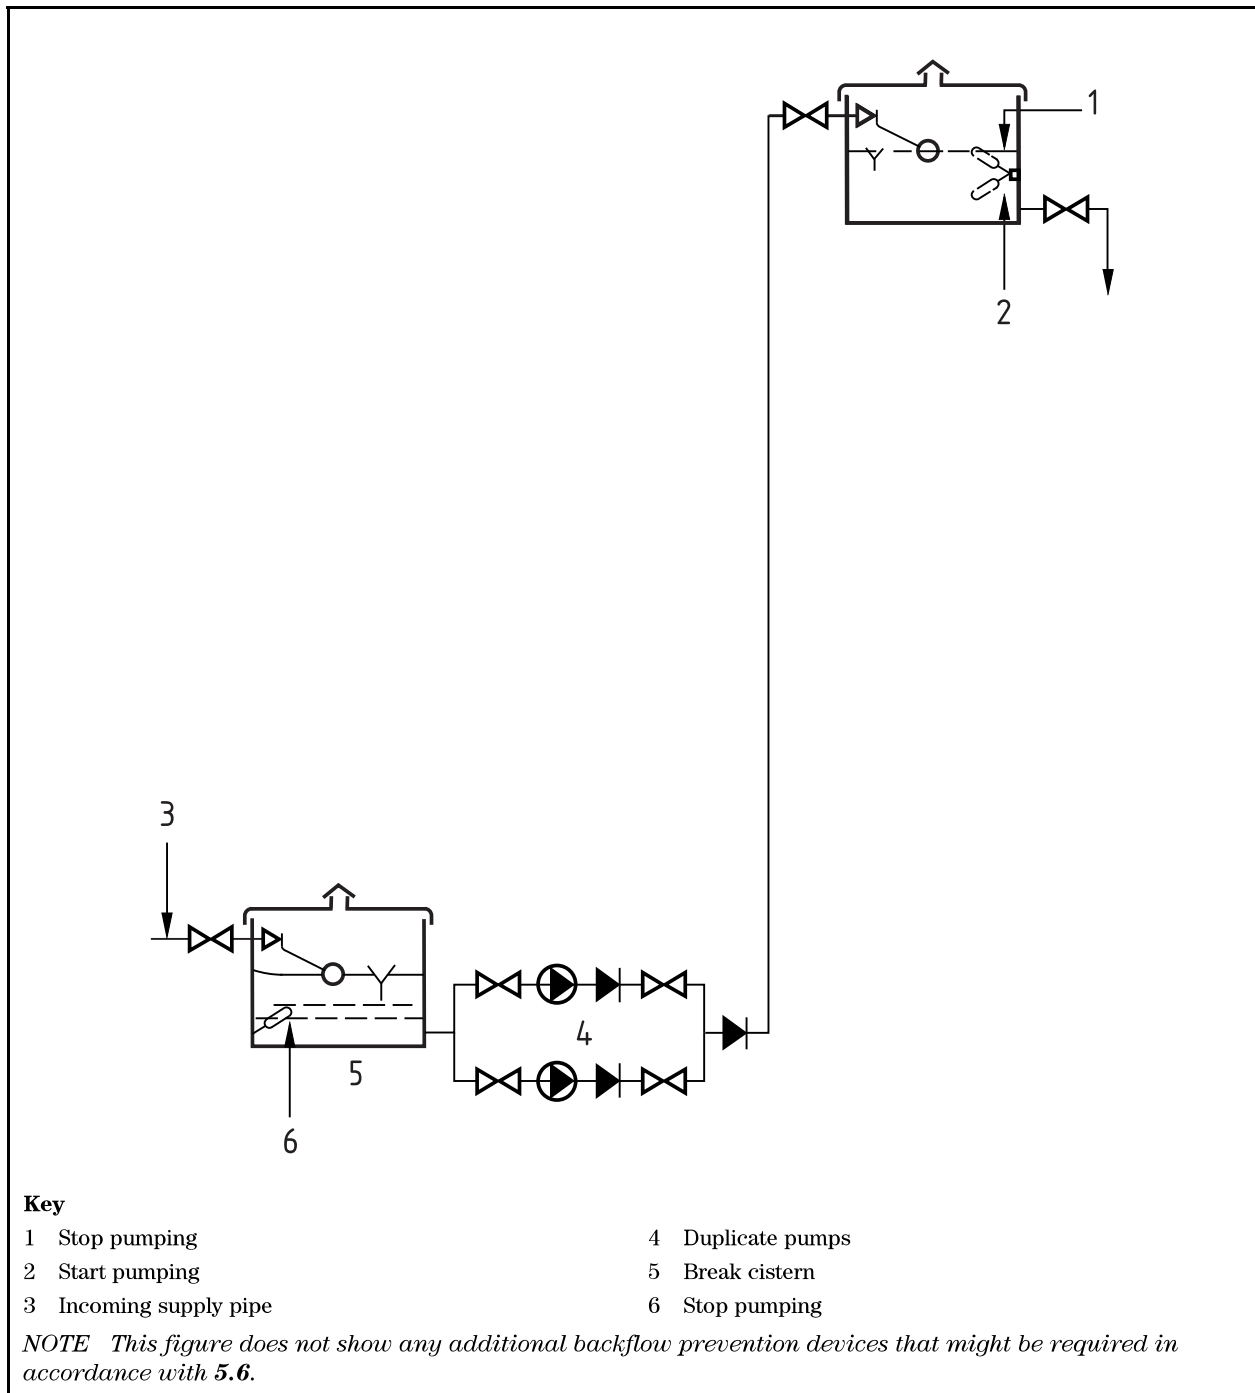 1
2
3
4
5
6
Key
1 Stop pumping
2 Start pumping
3 Incoming supply pipe
4 Duplicate pumps
5 Break cistern
6 Stop pumping
NOTE This figure does not show any additional backflow prevention devices that might be required in
accordance with 5.6.